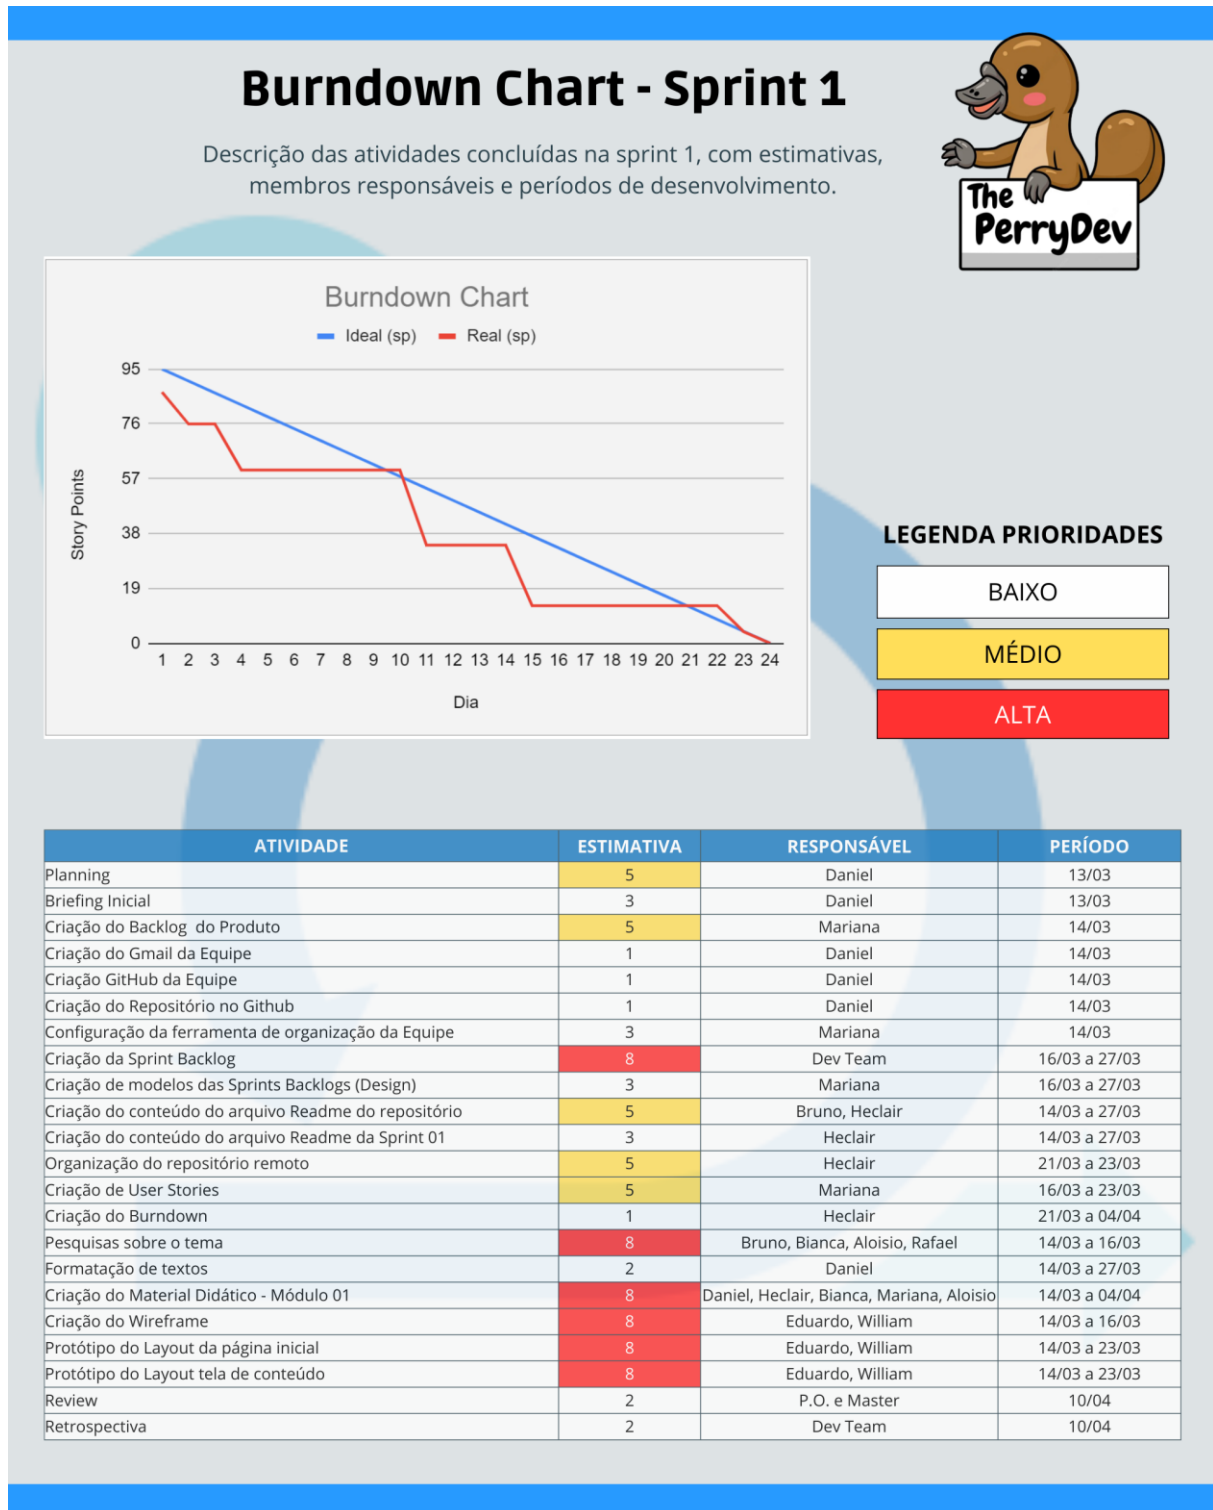 Burndown Chart - Sprint 1
Descrição das atividades concluídas na sprint 1, com estimativas,
membros responsáveis e períodos de desenvolvimento.
The
PerryDev
Burndown Chart
Ideal (sp) Real (sp)
95
76
57
38
19
0
Story Points
1 2 3 4 5 6 7 8 9 10 11 12 13 14 15 16 17 18 19 20 21 22 23 24
Dia
LEGENDA PRIORIDADES
BAIXO
MÉDIO
ALTA
ATIVIDADE ESTIMATIVA RESPONSÁVEL PERÍODO
Planning 5 Daniel 13/03
Briefing Inicial 3 Daniel 13/03
Criação do Backlog do Produto 5 Mariana 14/03
Criação do Gmail da Equipe 1 Daniel 14/03
Criação GitHub da Equipe 1 Daniel 14/03
Criação do Repositório no Github 1 Daniel 14/03
Configuração da ferramenta de organização da Equipe 3 Mariana 14/03
Criação da Sprint Backlog 8 Dev Team 16/03 a 27/03
Criação de modelos das Sprints Backlogs (Design) 3 Mariana 16/03 a 27/03
Criação do conteúdo do arquivo Readme do repositório 5 Bruno, Heclair 14/03 a 27/03
Criação do conteúdo do arquivo Readme da Sprint 01 3 Heclair 14/03 a 27/03
Organização do repositório remoto 5 Heclair 21/03 a 23/03
Criação de User Stories 5 Mariana 16/03 a 23/03
Criação do Burndown 1 Heclair 21/03 a 04/04
Pesquisas sobre o tema 8 Bruno, Bianca, Aloisio, Rafael 14/03 a 16/03
Formatação de textos 2 Daniel 14/03 a 27/03
Criação do Material Didático - Módulo 01 8 Daniel, Heclair, Bianca, Mariana, Aloisio 14/03 a 04/04
Criação do Wireframe 8 Eduardo, William 14/03 a 16/03
Protótipo do Layout da página inicial 8 Eduardo, William 14/03 a 23/03
Protótipo do Layout tela de conteúdo 8 Eduardo, William 14/03 a 23/03
Review 2 P.O. e Master 10/04
Retrospectiva 2 Dev Team 10/04